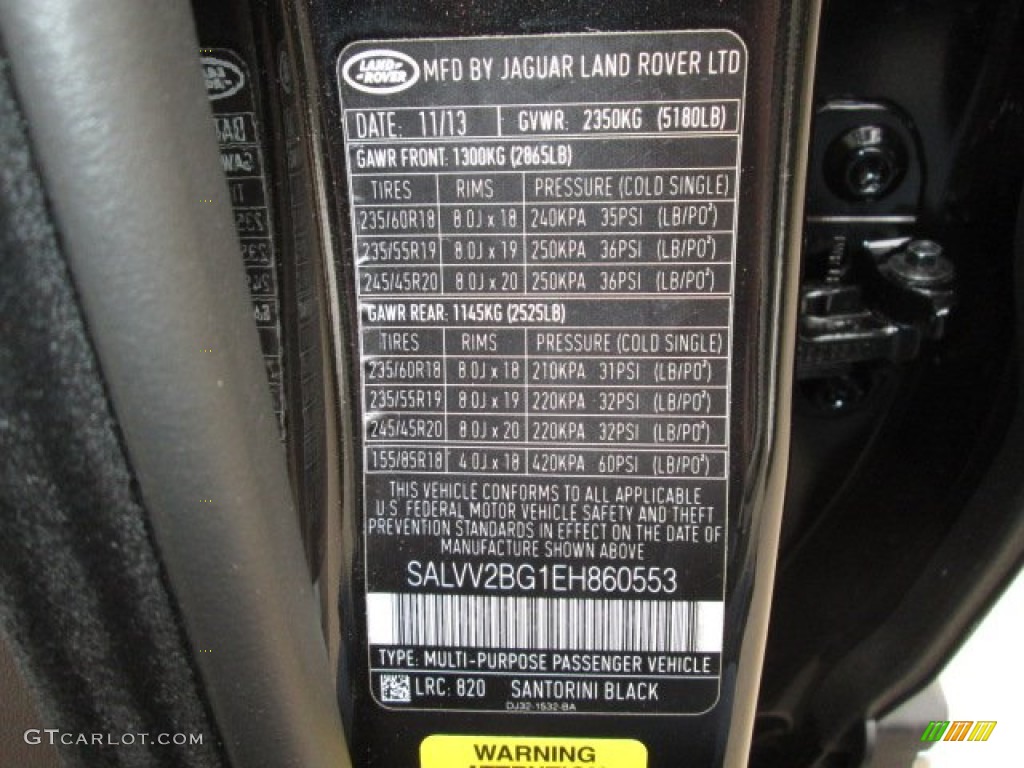 LAND ROVER MFD BY JAGUAR LAND ROVER LTD
DATE: 11/13 GVWR: 2350KG (5180LB)
GAWR FRONT: 1300KG (2865LB)
TIRES RIMS PRESSURE (COLD SINGLE)
235/60R18 8.0J x 18 240KPA 35PSI (LB/PO²)
235/55R19 8.0J x 19 250KPA 36PSI (LB/PO²)
245/45R20 8.0J x 20 250KPA 36PSI (LB/PO²)
GAWR REAR: 1145KG (2525LB)
TIRES RIMS PRESSURE (COLD SINGLE)
235/60R18 8.0J x 18 210KPA 31PSI (LB/PO²)
235/55R19 8.0J x 19 220KPA 32PSI (LB/PO²)
245/45R20 8.0J x 20 220KPA 32PSI (LB/PO²)
155/85R18 4.0J x 18 420KPA 60PSI (LB/PO²)
THIS VEHICLE CONFORMS TO ALL APPLICABLE
U.S. FEDERAL MOTOR VEHICLE SAFETY AND THEFT
PREVENTION STANDARDS IN EFFECT ON THE DATE OF
MANUFACTURE SHOWN ABOVE
SALVV2BG1EH860553
TYPE: MULTI-PURPOSE PASSENGER VEHICLE
LRC: 820 SANTORINI BLACK
DJ32-1532-BA
WARNING
ATTENTION
GTCARLOT.COM